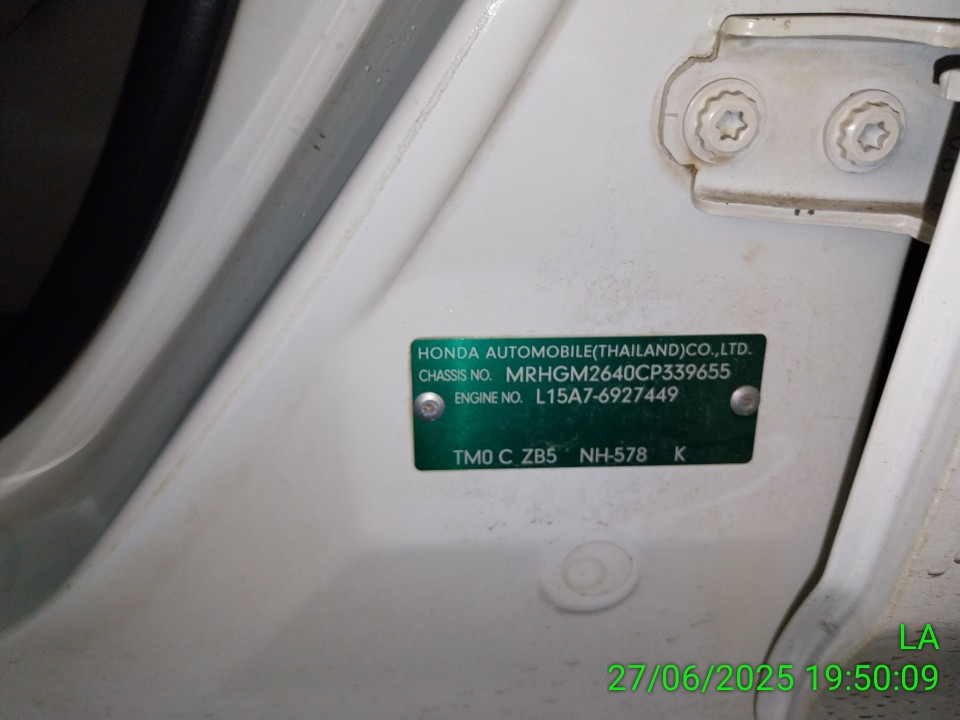 HONDA AUTOMOBILE(THAILAND)CO.,LTD.
CHASSIS NO. MRHGM2640CP339655
ENGINE NO. L15A7-6927449
TM0 C ZB5 NH-578 K
LA
27/06/2025 19:50:09